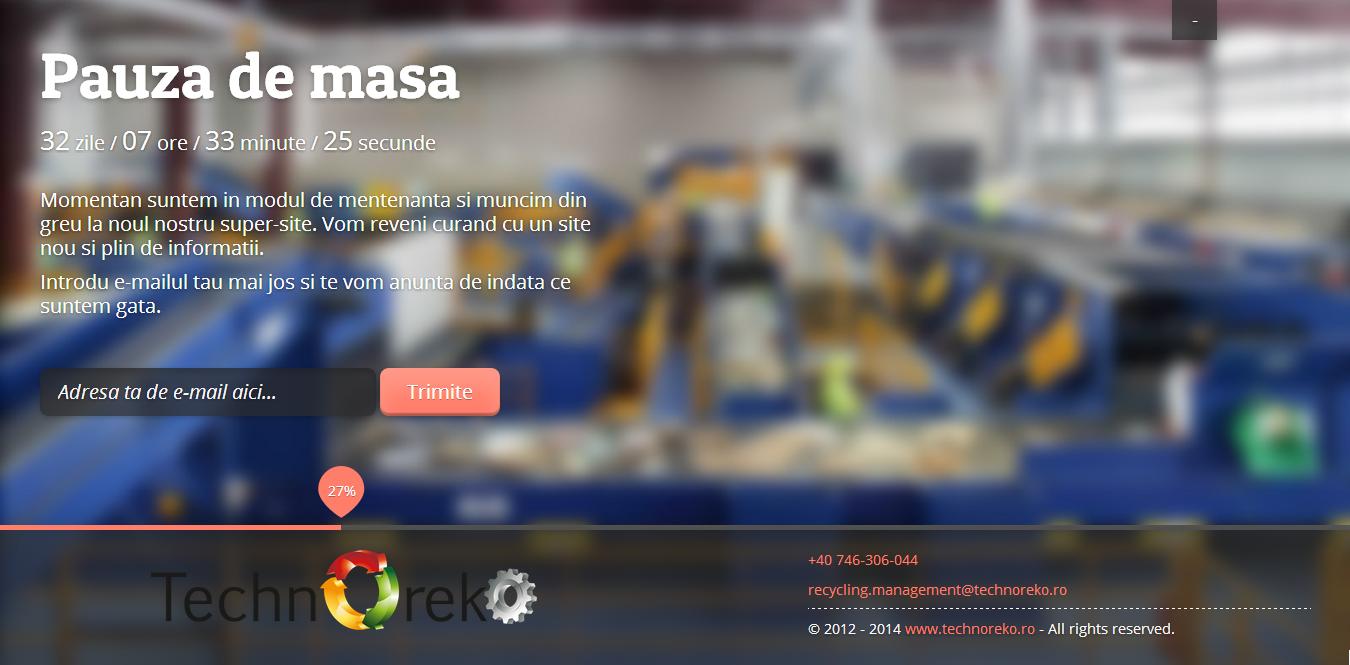 -
Pauza de masa
32 zile / 07 ore / 33 minute / 25 secunde
Momentan suntem in modul de mentenanta si muncim din
greu la noul nostru super-site. Vom reveni curand cu un site
nou si plin de informatii.
Introdu e-mailul tau mai jos si te vom anunta de indata ce
suntem gata.
Adresa ta de e-mail aici...
Trimite
27%
TechnOreko
+40 746-306-044
recycling.management@technoreko.ro
© 2012 - 2014 www.technoreko.ro - All rights reserved.